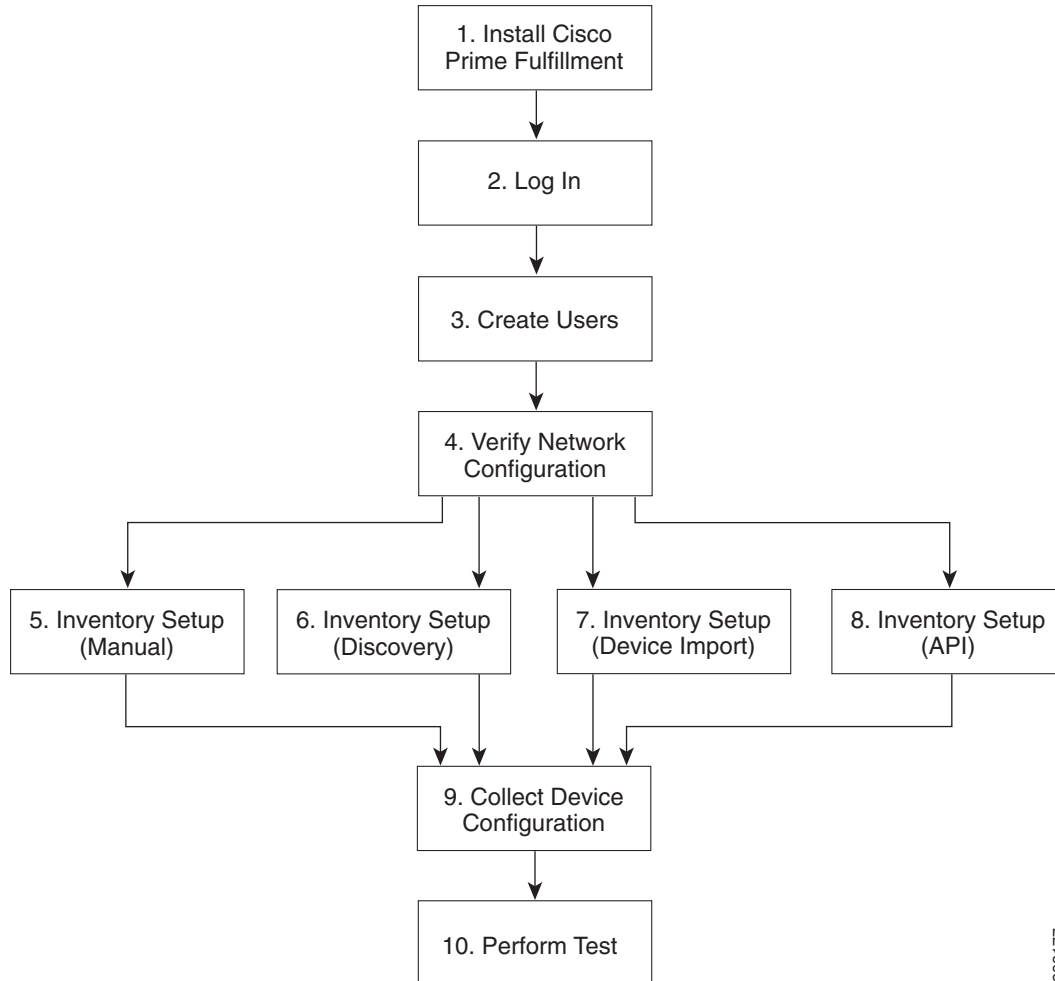 1. Install Cisco
Prime Fulfillment
2. Log In
3. Create Users
4. Verify Network
Configuration
5. Inventory Setup
(Manual)
6. Inventory Setup
(Discovery)
7. Inventory Setup
(Device Import)
8. Inventory Setup
(API)
9. Collect Device
Configuration
10. Perform Test